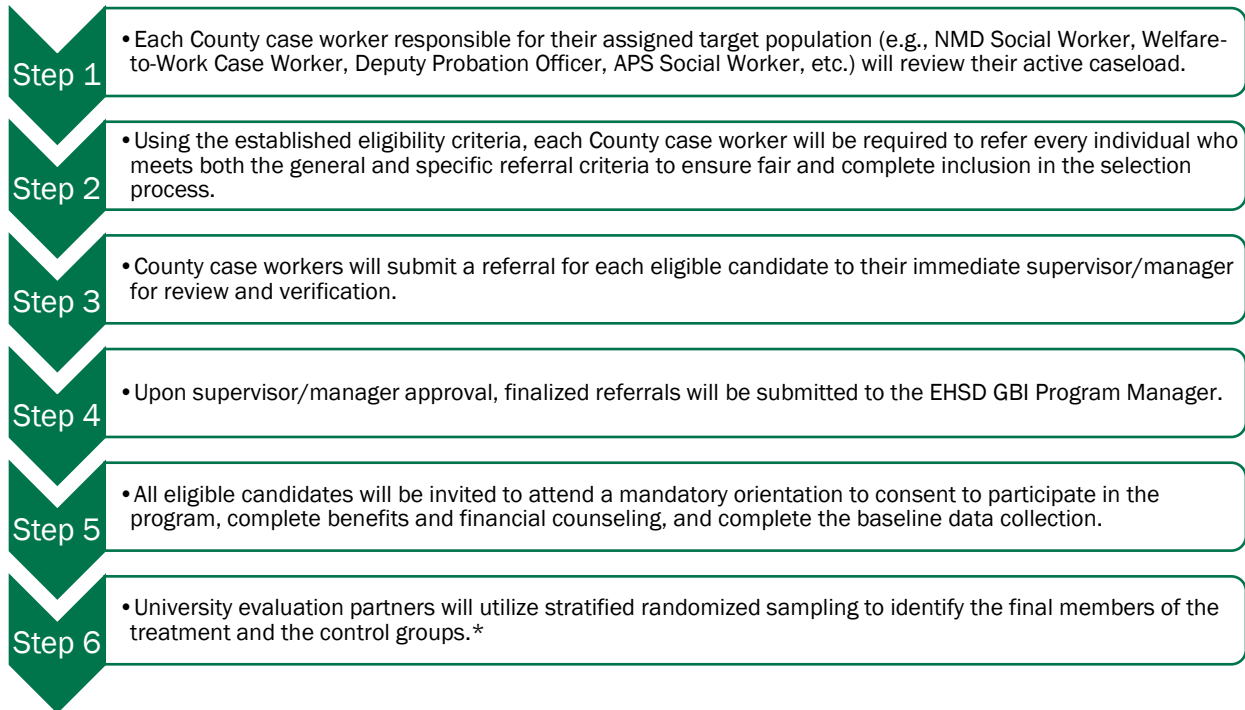 Step 1
•Each County case worker responsible for their assigned target population (e.g., NMD Social Worker, Welfare-
to-Work Case Worker, Deputy Probation Officer, APS Social Worker, etc.) will review their active caseload.
Step 2
•Using the established eligibility criteria, each County case worker will be required to refer every individual who
meets both the general and specific referral criteria to ensure fair and complete inclusion in the selection
process.
Step 3
•County case workers will submit a referral for each eligible candidate to their immediate supervisor/manager
for review and verification.
Step 4
•Upon supervisor/manager approval, finalized referrals will be submitted to the EHSD GBI Program Manager.
Step 5
•All eligible candidates will be invited to attend a mandatory orientation to consent to participate in the
program, complete benefits and financial counseling, and complete the baseline data collection.
Step 6
•University evaluation partners will utilize stratified randomized sampling to identify the final members of the
treatment and the control groups.*